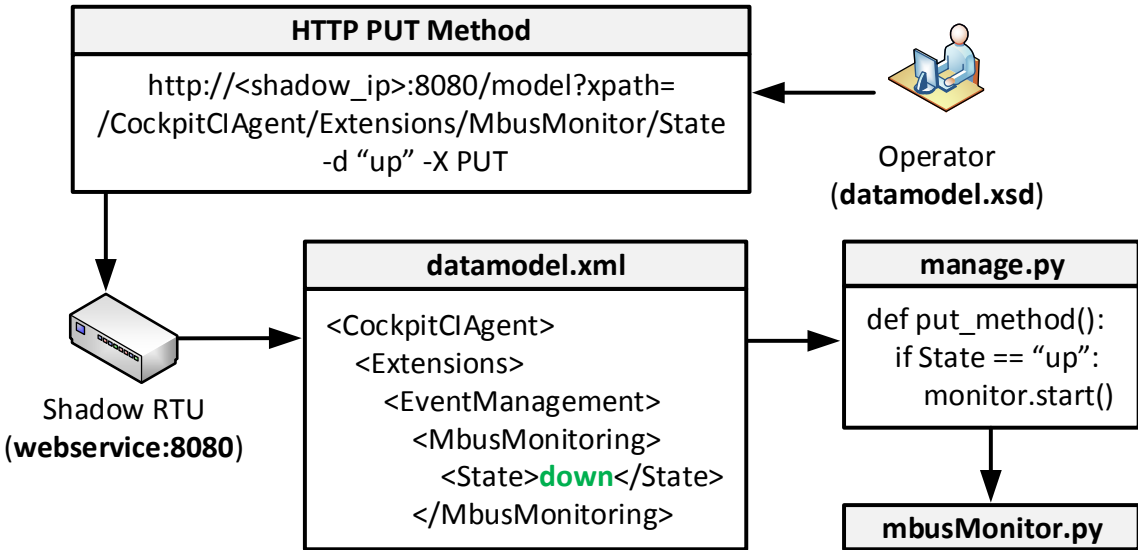 HTTP PUT Method
http://<shadow_ip>:8080/model?xpath=
/CockpitCIAgent/Extensions/MbusMonitor/State
-d “up” -X PUT
Operator
(datamodel.xsd)
Shadow RTU
(webservice:8080)
datamodel.xml
<CockpitCIAgent>
<Extensions>
<EventManagement>
<MbusMonitoring>
<State>down</State>
</MbusMonitoring>
manage.py
def put_method():
if State == “up”:
monitor.start()
mbusMonitor.py